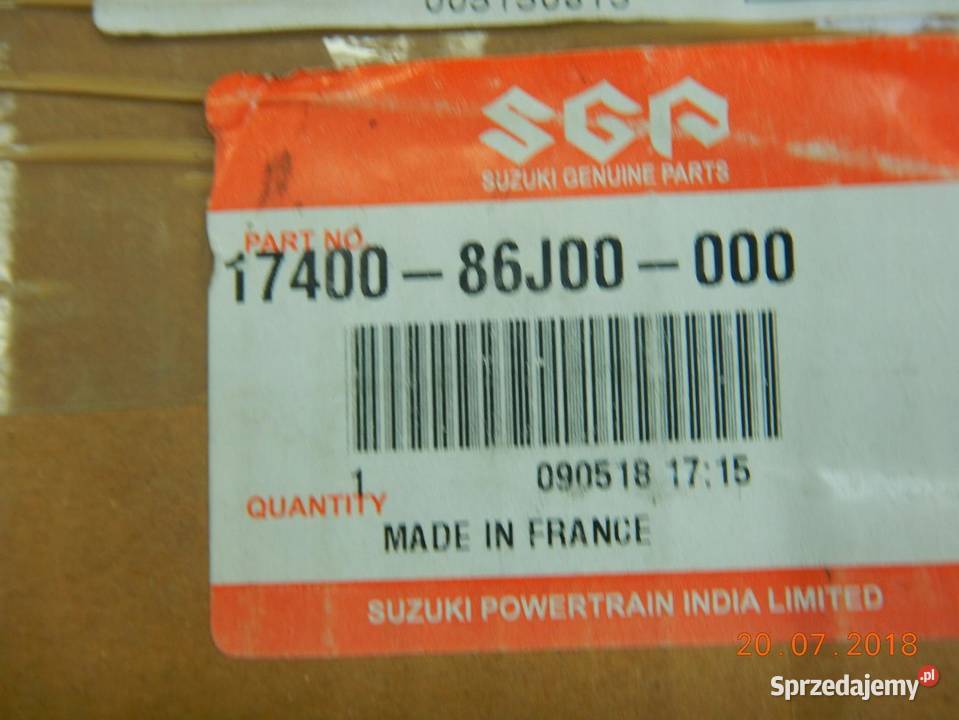 SGP
SUZUKI GENUINE PARTS
PART NO.
17400-86J00-000
1
090518 17:15
QUANTITY
MADE IN FRANCE
SUZUKI POWERTRAIN INDIA LIMITED
20.07.2018
Sprzedajemy.pl